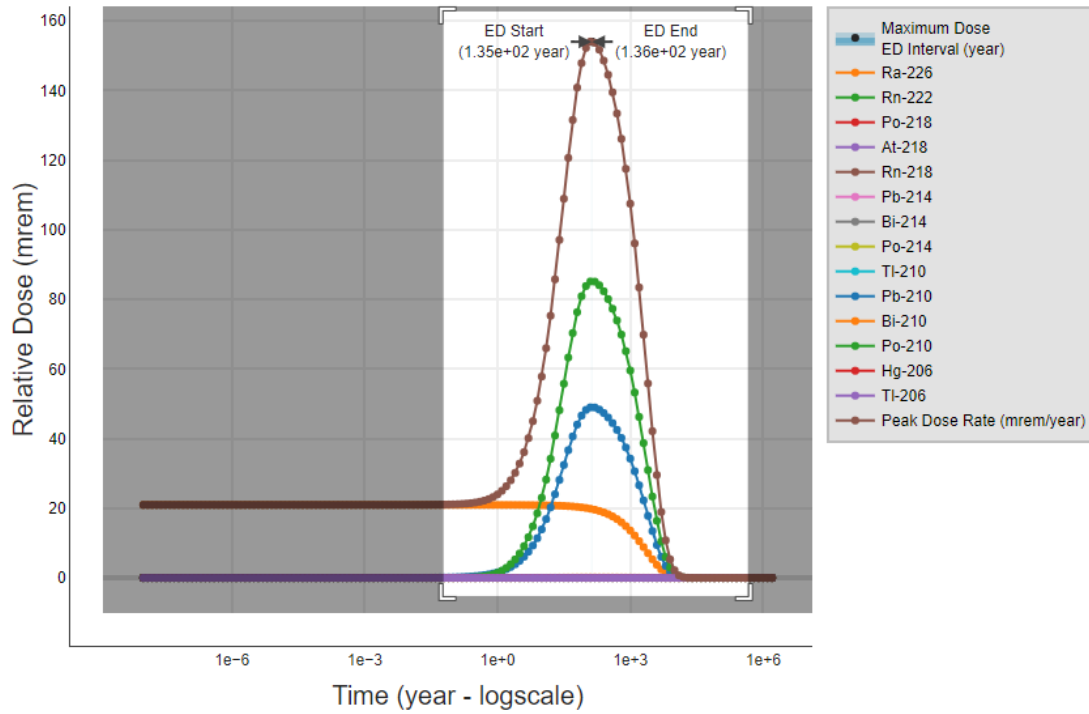 160
140
120
100
80
60
40
20
0
Relative Dose (mrem)
ED Start
(1.35e+02 year)
ED End
(1.36e+02 year)
1e−6
1e−3
1e+0
1e+3
1e+6
Time (year - logscale)
Maximum Dose
ED Interval (year)
Ra-226
Rn-222
Po-218
At-218
Rn-218
Pb-214
Bi-214
Po-214
Tl-210
Pb-210
Bi-210
Po-210
Hg-206
Tl-206
Peak Dose Rate (mrem/year)